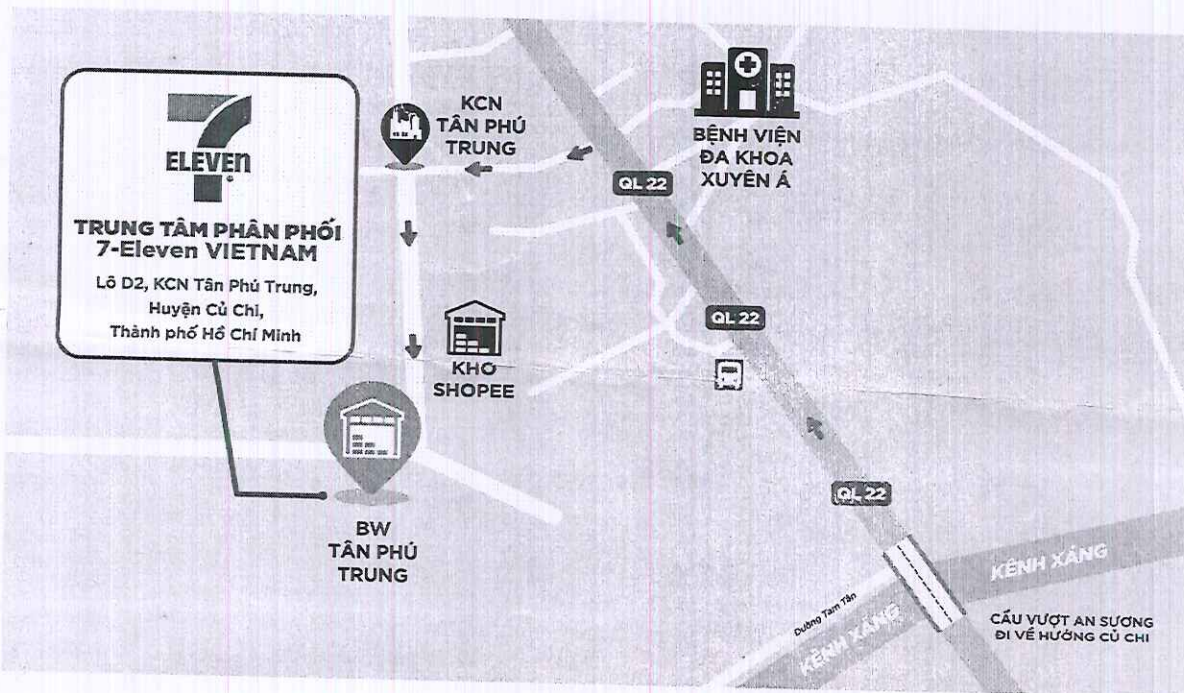 7
ELEVEn
®
TRUNG TÂM PHÂN PHỐI
7-Eleven VIETNAM
Lô D2, KCN Tân Phú Trung,
Huyện Củ Chi,
Thành phố Hồ Chí Minh
KCN
TÂN PHÚ
TRUNG
BỆNH VIỆN
ĐA KHOA
XUYÊN Á
QL 22
QL 22
KHO
SHOPEE
QL 22
BW
TÂN PHÚ
TRUNG
KÊNH XÁNG
Đường Tam Tân
KÊNH XÁNG
CẦU VƯỢT AN SƯƠNG
ĐI VỀ HƯỚNG CỦ CHI